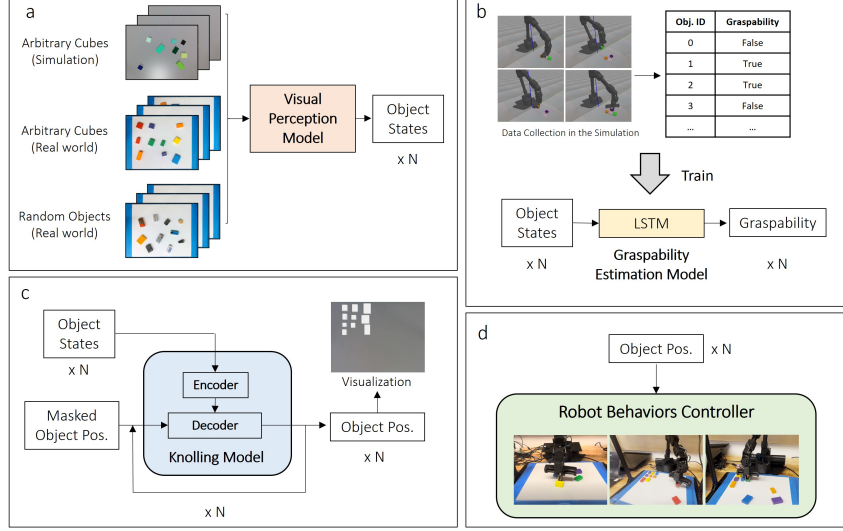 a
Arbitrary Cubes
(Simulation)
Arbitrary Cubes
(Real world)
Random Objects
(Real world)
Visual
Perception
Model
Object
States
x N
b
Data Collection in the Simulation
Obj. ID Graspability
0 False
1 True
2 True
3 False
... ...
Train
Object
States
x N
LSTM
Graspability
Estimation Model
Graspability
x N
c
Object
States
x N
Masked
Object Pos.
Encoder
Decoder
Knolling Model
x N
Visualization
Object Pos.
x N
d
Object Pos.
x N
Robot Behaviors Controller